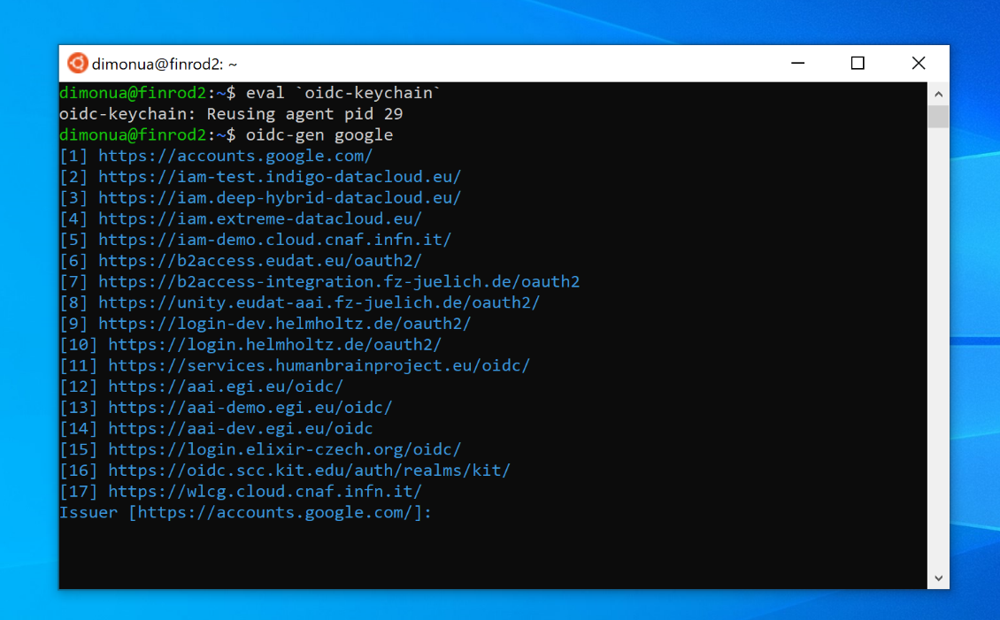 dimonua@finrod2: ~
dimonua@finrod2:~$ eval `oidc-keychain`
oidc-keychain: Reusing agent pid 29
dimonua@finrod2:~$ oidc-gen google
[1] https://accounts.google.com/
[2] https://iam-test.indigo-datacloud.eu/
[3] https://iam.deep-hybrid-datacloud.eu/
[4] https://iam.extreme-datacloud.eu/
[5] https://iam-demo.cloud.cnaf.infn.it/
[6] https://b2access.eudat.eu/oauth2/
[7] https://b2access-integration.fz-juelich.de/oauth2
[8] https://unity.eudat-aai.fz-juelich.de/oauth2/
[9] https://login-dev.helmholtz.de/oauth2/
[10] https://login.helmholtz.de/oauth2/
[11] https://services.humanbrainproject.eu/oidc/
[12] https://aai.egi.eu/oidc/
[13] https://aai-demo.egi.eu/oidc/
[14] https://aai-dev.egi.eu/oidc
[15] https://login.elixir-czech.org/oidc/
[16] https://oidc.scc.kit.edu/auth/realms/kit/
[17] https://wlcg.cloud.cnaf.infn.it/
Issuer [https://accounts.google.com/]: